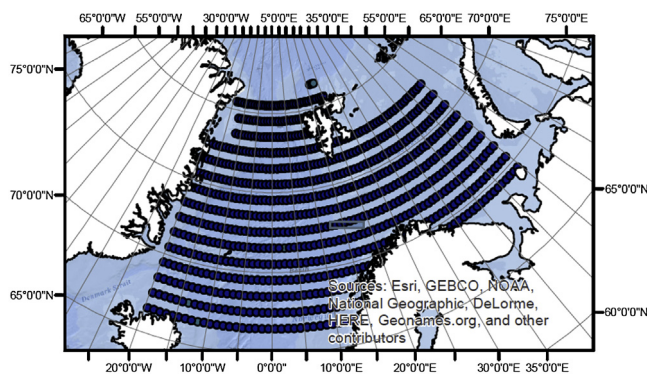 65°0'0"W 55°0'0"W 30°0'0"W 5°0'0"E 35°0'0"E 55°0'0"E 65°0'0"E 70°0'0"E 75°0'0"E
75°0'0"N
70°0'0"N
65°0'0"N
65°0'0"N
60°0'0"N
Denmark Strait
Sources: Esri, GEBCO, NOAA,
National Geographic, DeLorme,
HERE, Geonames.org, and other
contributors
20°0'0"W 10°0'0"W 0°0'0" 10°0'0"E 20°0'0"E 30°0'0"E 35°0'0"E